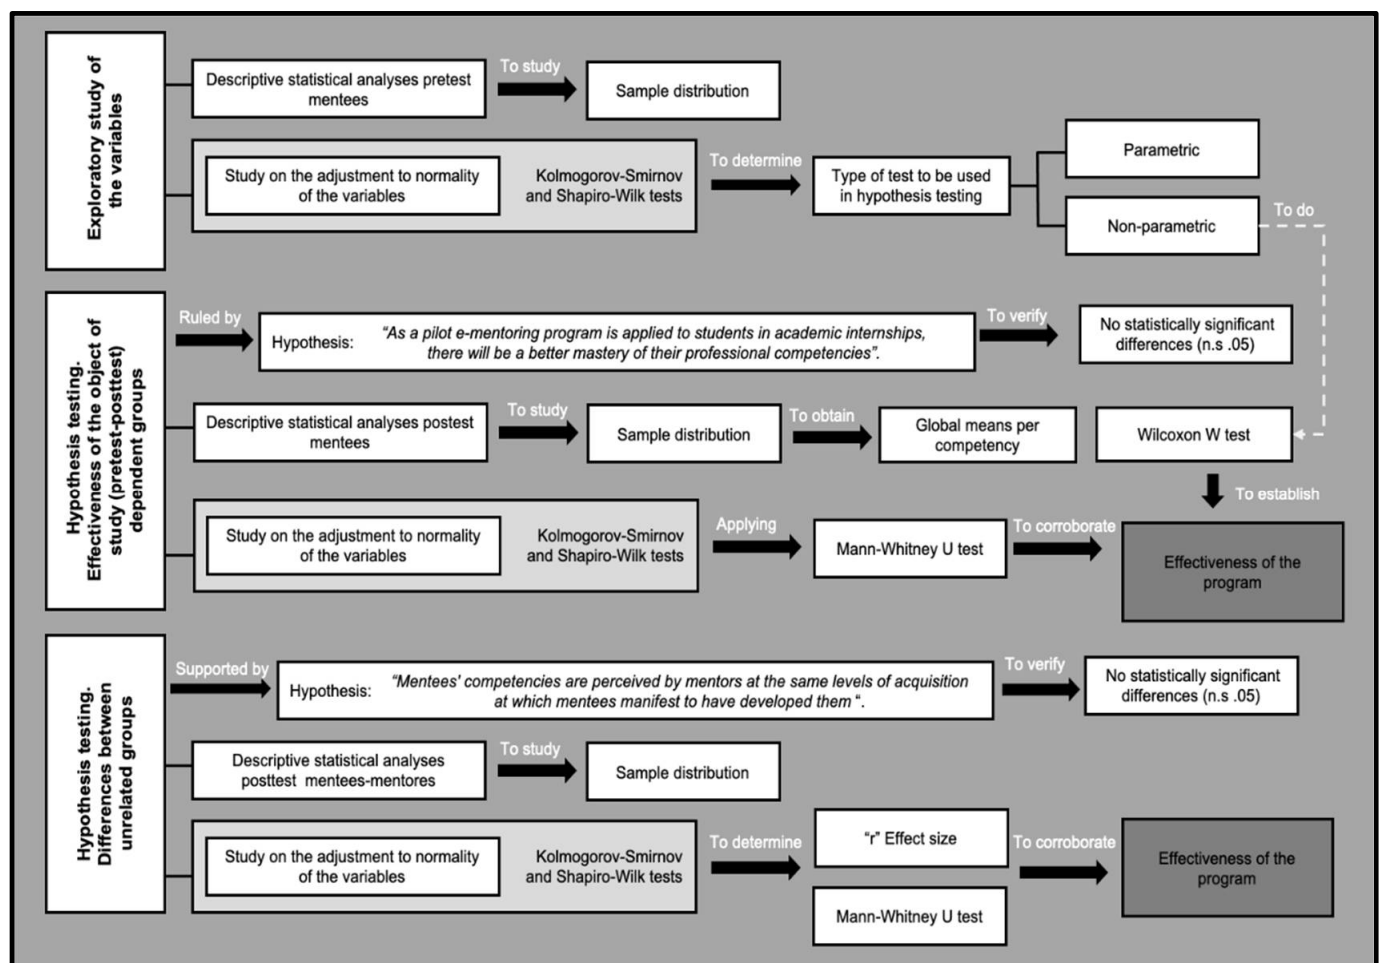 Exploratory study of
the variables
Descriptive statistical analyses pretest
mentees
To study
Sample distribution
Study on the adjustment to normality
of the variables
Kolmogorov-Smirnov
and Shapiro-Wilk tests
To determine
Type of test to be used
in hypothesis testing
Parametric
Non-parametric
To do
Hypothesis testing.
Effectiveness of the object of
study (pretest-posttest)
dependent groups
Ruled by
Hypothesis:
“As a pilot e-mentoring program is applied to students in academic internships,
there will be a better mastery of their professional competencies”.
To verify
No statistically significant
differences (n.s .05)
Descriptive statistical analyses postest
mentees
To study
Sample distribution
To obtain
Global means per
competency
Wilcoxon W test
To establish
Study on the adjustment to normality
of the variables
Kolmogorov-Smirnov
and Shapiro-Wilk tests
Applying
Mann-Whitney U test
To corroborate
Effectiveness of the
program
Hypothesis testing.
Differences between
unrelated groups
Supported by
Hypothesis:
“Mentees' competencies are perceived by mentors at the same levels of acquisition
at which mentees manifest to have developed them “.
To verify
No statistically significant
differences (n.s .05)
Descriptive statistical analyses
posttest mentees-mentores
To study
Sample distribution
Study on the adjustment to normality
of the variables
Kolmogorov-Smirnov
and Shapiro-Wilk tests
To determine
“r” Effect size
Mann-Whitney U test
To corroborate
Effectiveness of the
program